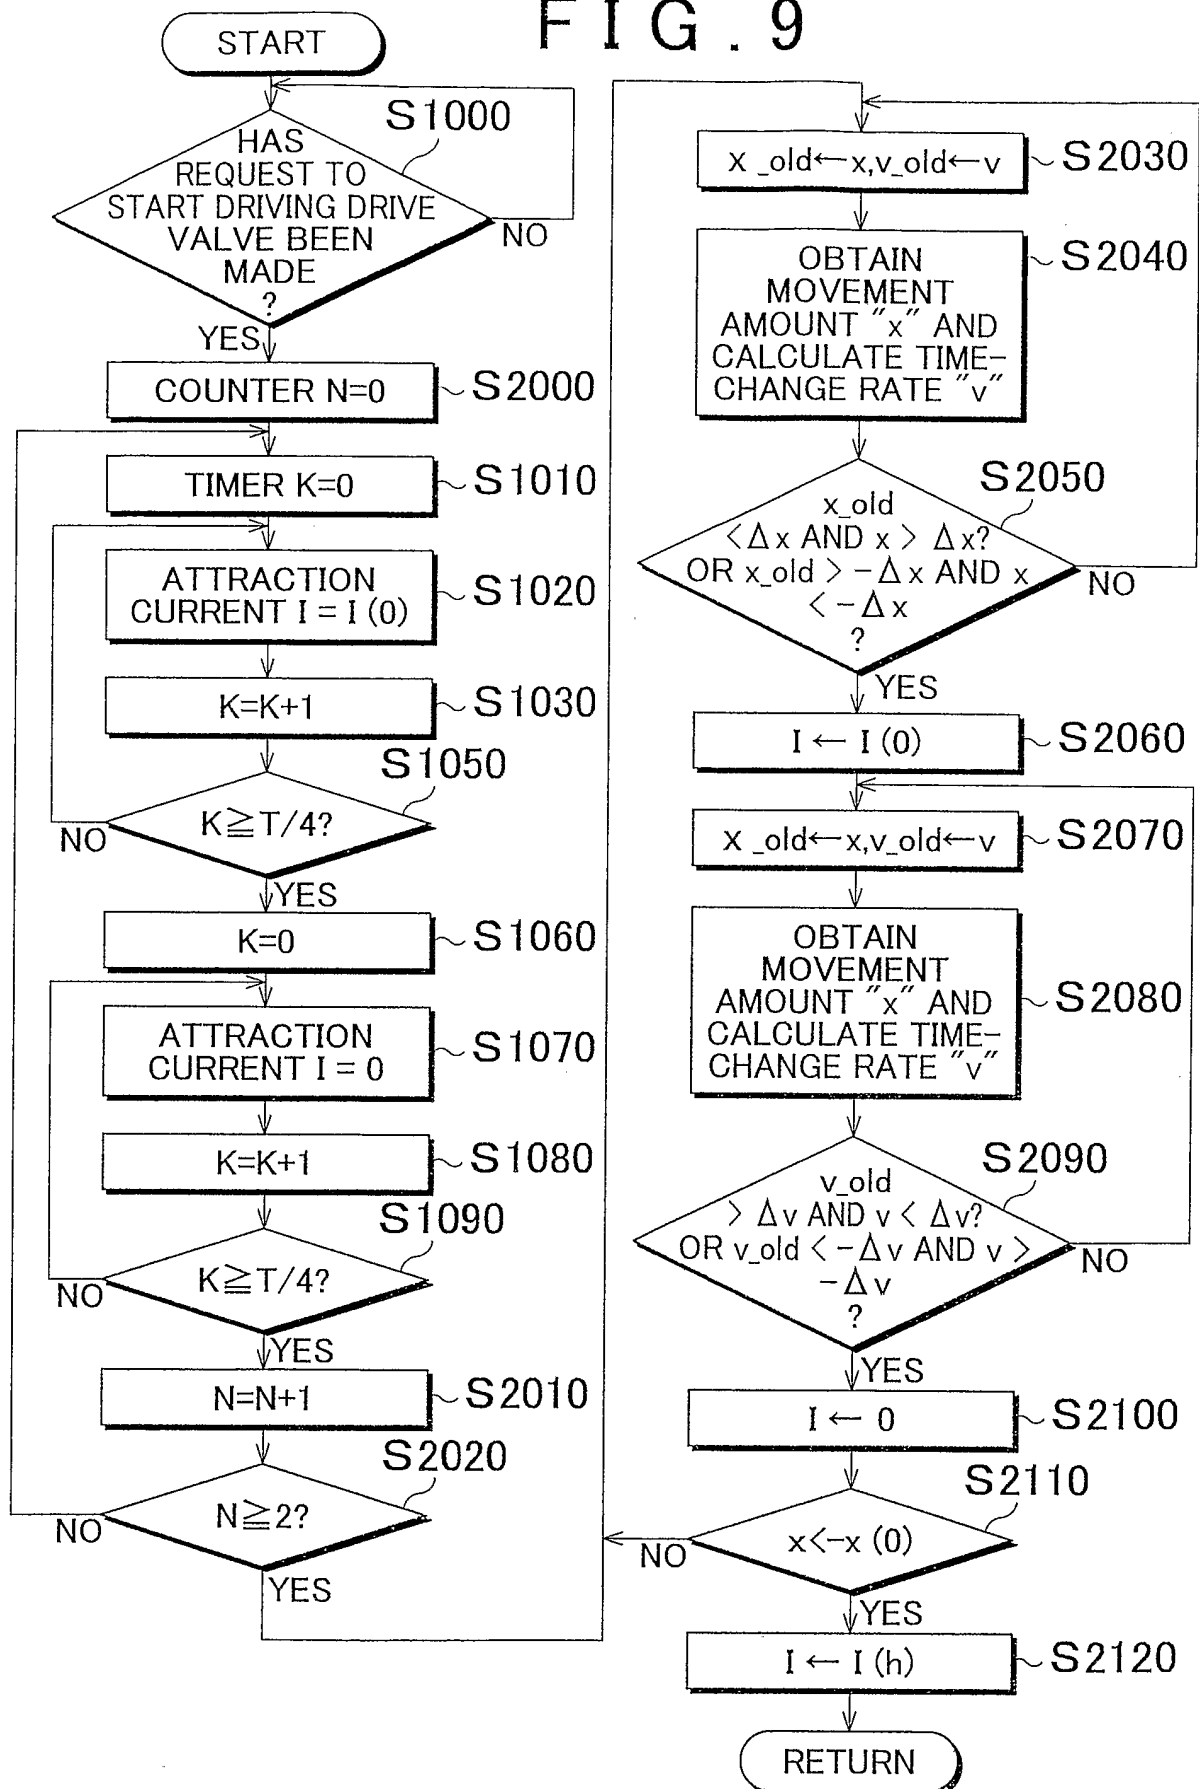 FIG. 9
START
S1000
HAS
REQUEST TO
START DRIVING DRIVE
VALVE BEEN
MADE
?
NO
YES
COUNTER N=0
S2000
TIMER K=0
S1010
ATTRACTION
CURRENT I = I (0)
S1020
K=K+1
S1030
S1050
K≧T/4?
NO
YES
K=0
S1060
ATTRACTION
CURRENT I = 0
S1070
K=K+1
S1080
S1090
K≧T/4?
NO
YES
N=N+1
S2010
S2020
N≧2?
NO
YES
x_old←x,v_old←v
S2030
OBTAIN
MOVEMENT
AMOUNT "x" AND
CALCULATE TIME-
CHANGE RATE "v"
S2040
S2050
x_old
<Δx AND x > Δx?
OR x_old > -Δx AND x
< -Δx
?
NO
YES
I ← I (0)
S2060
x_old←x,v_old←v
S2070
OBTAIN
MOVEMENT
AMOUNT "x" AND
CALCULATE TIME-
CHANGE RATE "v"
S2080
S2090
v_old
> Δv AND v < Δv?
OR v_old < -Δv AND v >
-Δv
?
NO
YES
I ← 0
S2100
S2110
x<-x (0)
NO
YES
I ← I (h)
S2120
RETURN